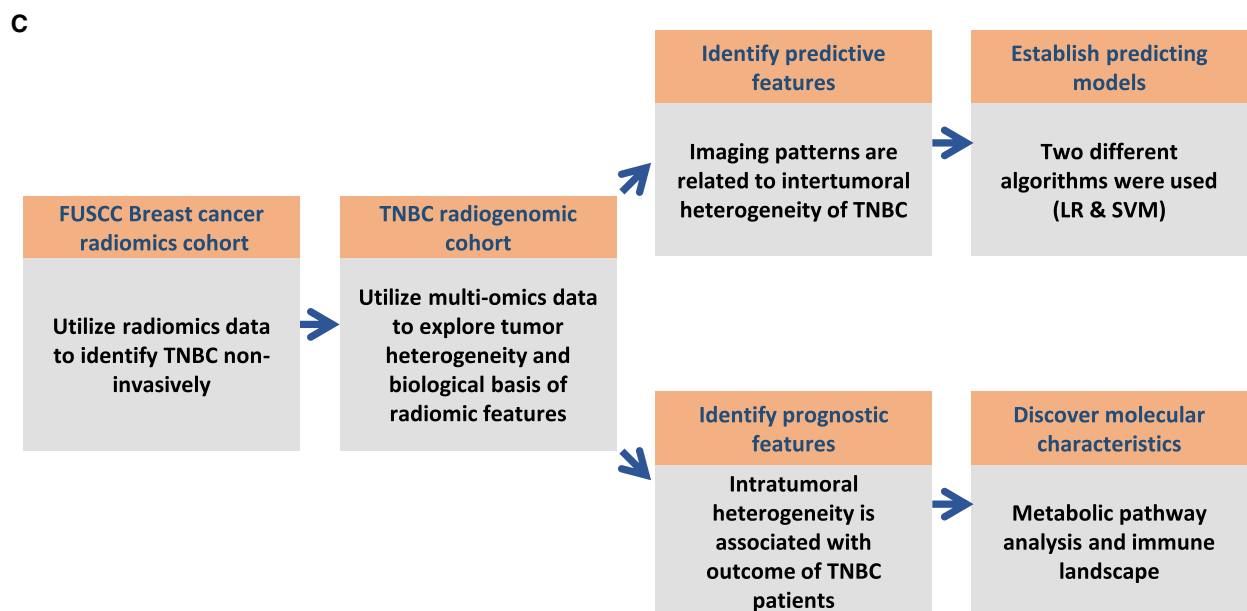 C
FUSCC Breast cancer
radiomics cohort
Utilize radiomics data
to identify TNBC non-
invasively
TNBC radiogenomic
cohort
Utilize multi-omics data
to explore tumor
heterogeneity and
biological basis of
radiomic features
Identify predictive
features
Imaging patterns are
related to intertumoral
heterogeneity of TNBC
Establish predicting
models
Two different
algorithms were used
(LR & SVM)
Identify prognostic
features
Intratumoral
heterogeneity is
associated with
outcome of TNBC
patients
Discover molecular
characteristics
Metabolic pathway
analysis and immune
landscape